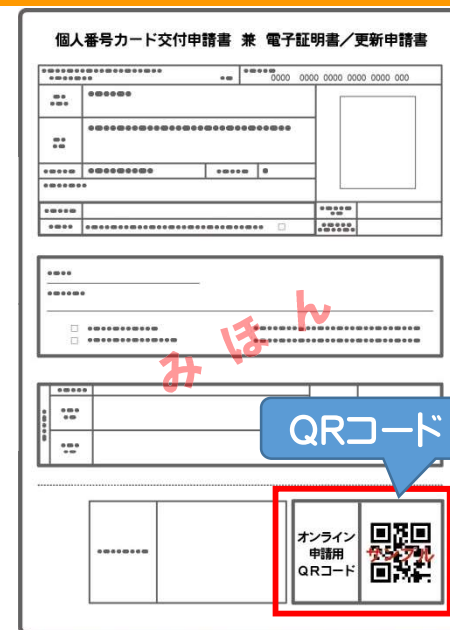 個人番号カード交付申請書 兼 電子証明書／更新申請書
0000 0000 0000 0000 0000 000
みほん
QRコード
オンライン
申請用
QRコード
サンプル